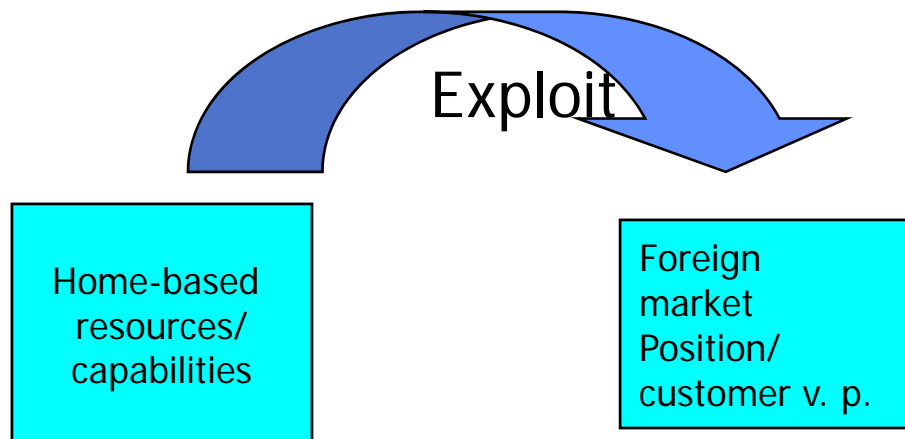 Exploit
Home-based
resources/
capabilities
Foreign
market
Position/
customer v. p.